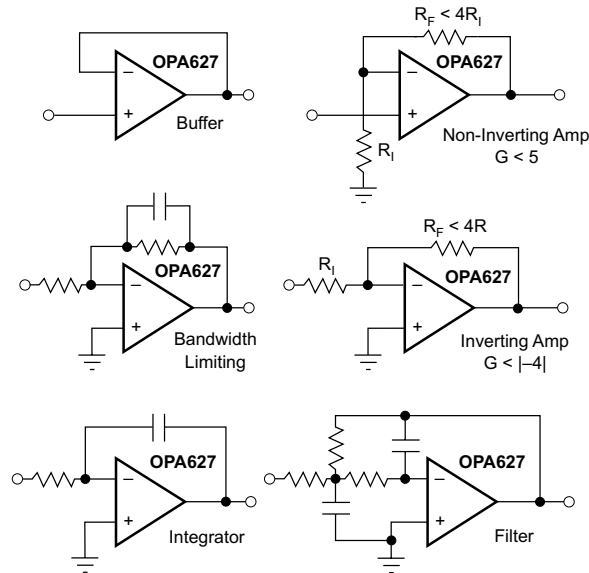 OPA627
−
+
Buffer
R_F < 4R_I
OPA627
−
+
R_I
Non-Inverting Amp
G < 5
OPA627
−
+
Bandwidth
Limiting
R_F < 4R
R_I
OPA627
−
+
Inverting Amp
G < |–4|
OPA627
−
+
Integrator
OPA627
−
+
Filter